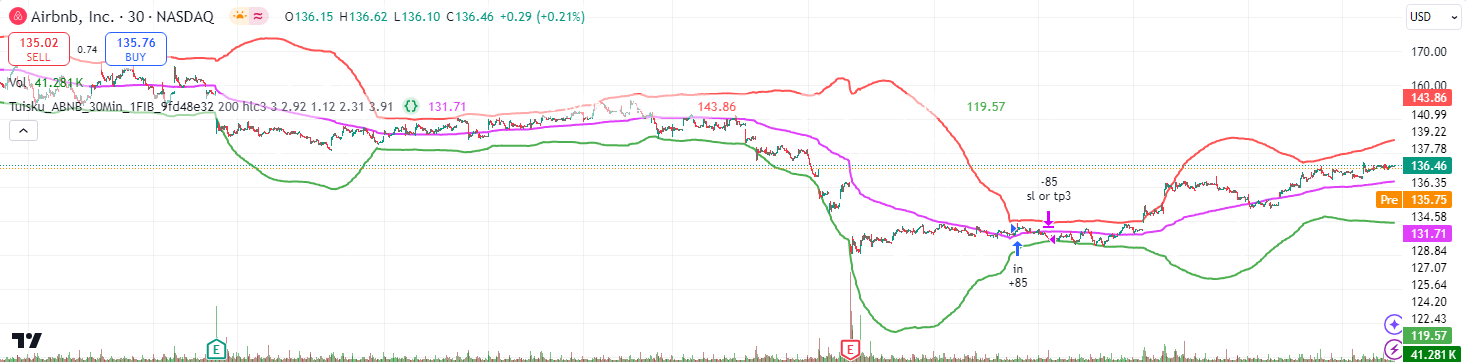 Airbnb, Inc. · 30 · NASDAQ O136.15 H136.62 L136.10 C136.46 +0.29 (+0.21%)
USD
135.02 SELL 0.74 135.76 BUY
Vol 41.281K
Tuisku_ABNB_30Min_1FIB_9fd48e32 200 hlc3 3 2.92 1.12 2.31 3.91 {} 131.71 143.86 119.57
170.00
160.00
143.86
140.99
139.22
137.78
136.46
136.35
Pre 135.75
134.58
131.71
128.84
127.07
125.64
124.20
122.43
119.57
41.281K
-85
sl or tp3
in
+85
E
E